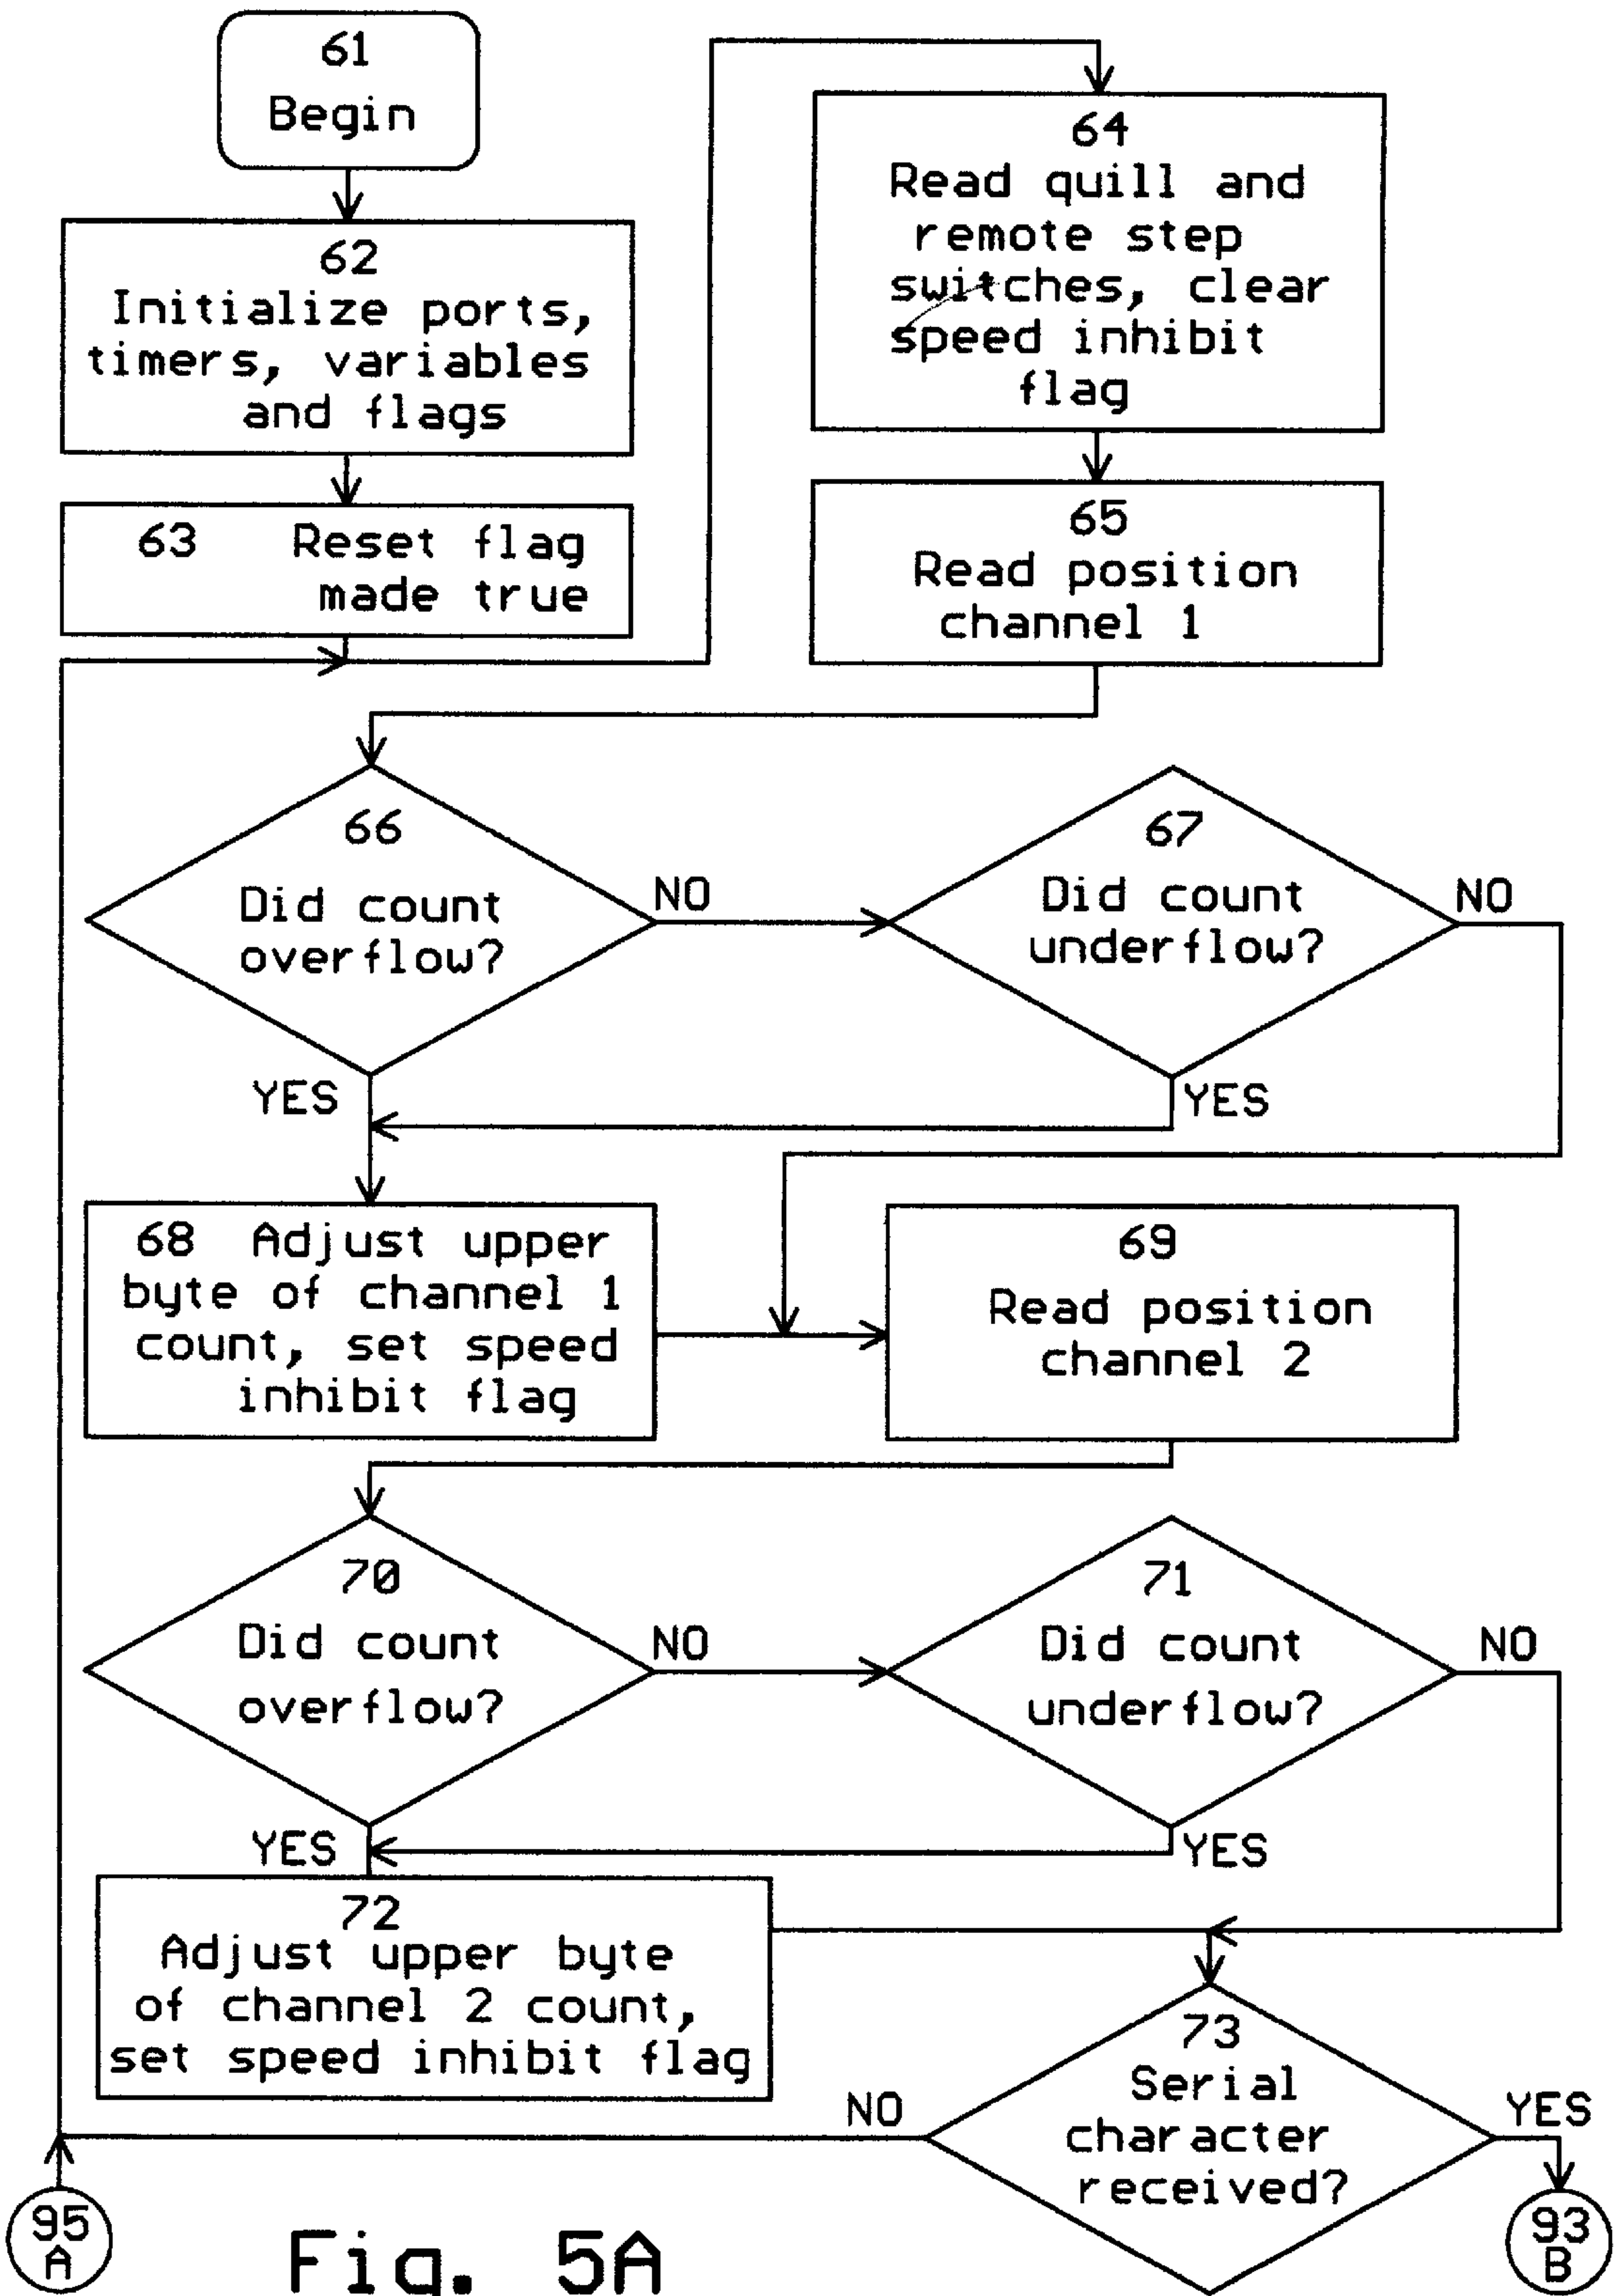 61
Begin
62
Initialize ports,
timers, variables
and flags
63 Reset flag
made true
64
Read quill and
remote step
switches, clear
speed inhibit
flag
65
Read position
channel 1
66
Did count
overflow?
NO
YES
67
Did count
underflow?
NO
YES
68 Adjust upper
byte of channel 1
count, set speed
inhibit flag
69
Read position
channel 2
70
Did count
overflow?
NO
YES
71
Did count
underflow?
NO
YES
72
Adjust upper byte
of channel 2 count,
set speed inhibit flag
73
Serial
character
received?
NO
YES
95
A
Fig. 5A
93
B